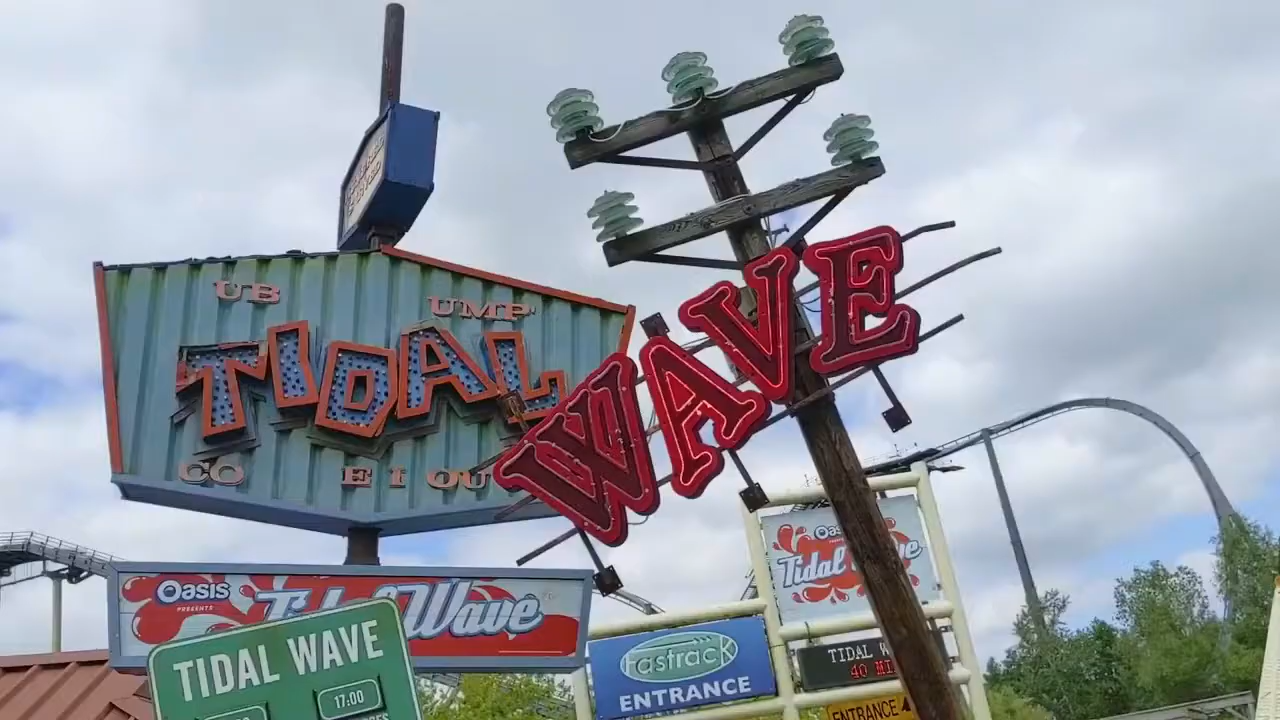 UB UMP'
TIDAL
WAVE
CO F I OU
Oasis
PRESENTS
Tidal Wave
TIDAL WAVE
17:00
Oasis
Tidal Wave
Fastrack
ENTRANCE
TIDAL W
40 MI
ENTRANCE